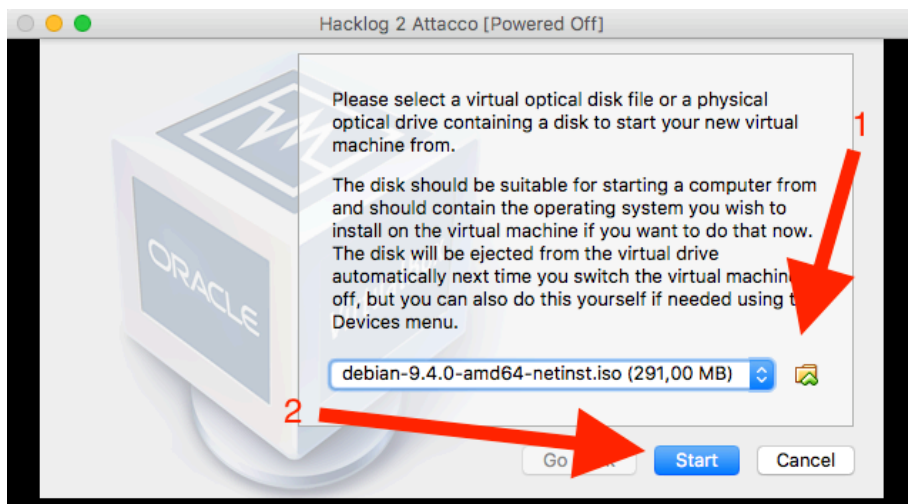 Hacklog 2 Attacco [Powered Off]
Please select a virtual optical disk file or a physical
optical drive containing a disk to start your new virtual
machine from.
1
The disk should be suitable for starting a computer from
and should contain the operating system you wish to
install on the virtual machine if you want to do that now.
The disk will be ejected from the virtual drive
automatically next time you switch the virtual machine
off, but you can also do this yourself if needed using
Devices menu.
ORACLE
debian-9.4.0-amd64-netinst.iso (291,00 MB)
2
Go
Start
Cancel